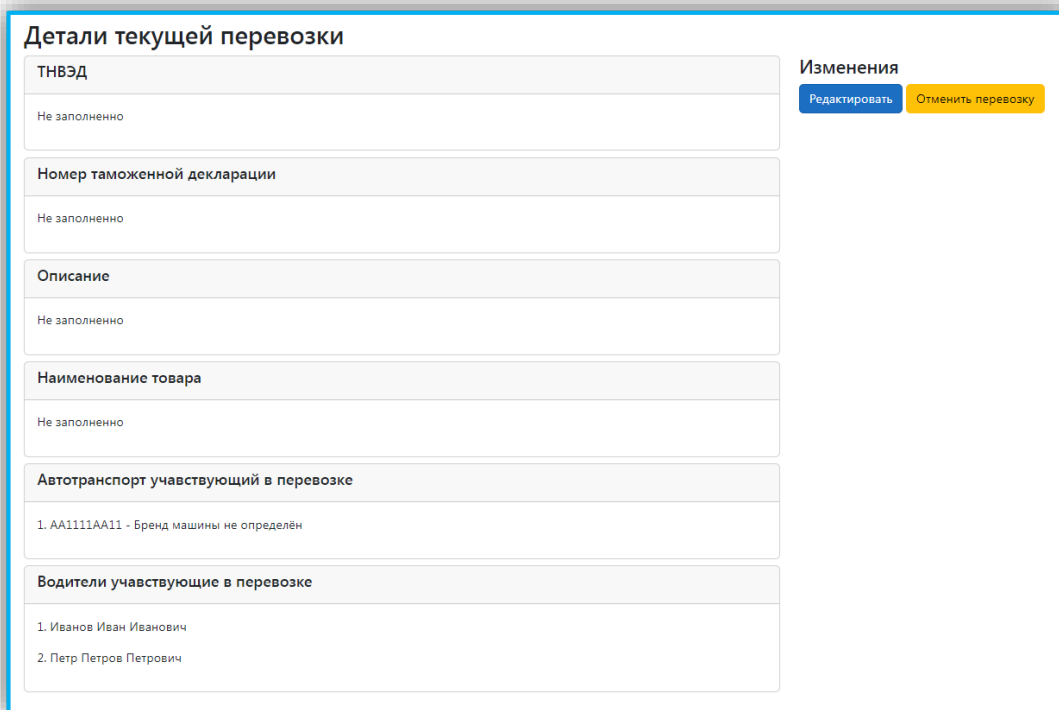 Детали текущей перевозки
ТНВЭД
Не заполненно
Номер таможенной декларации
Не заполненно
Описание
Не заполненно
Наименование товара
Не заполненно
Автотранспорт учавствующий в перевозке
1. AA1111AA11 - Бренд машины не определён
Водители учавствующие в перевозке
1. Иванов Иван Иванович
2. Петр Петров Петрович
Изменения
Редактировать
Отменить перевозку